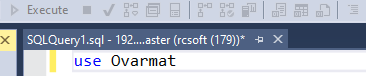 Execute
SQLQuery1.sql - 192....aster (rcsoft (179))*
use Ovarmat